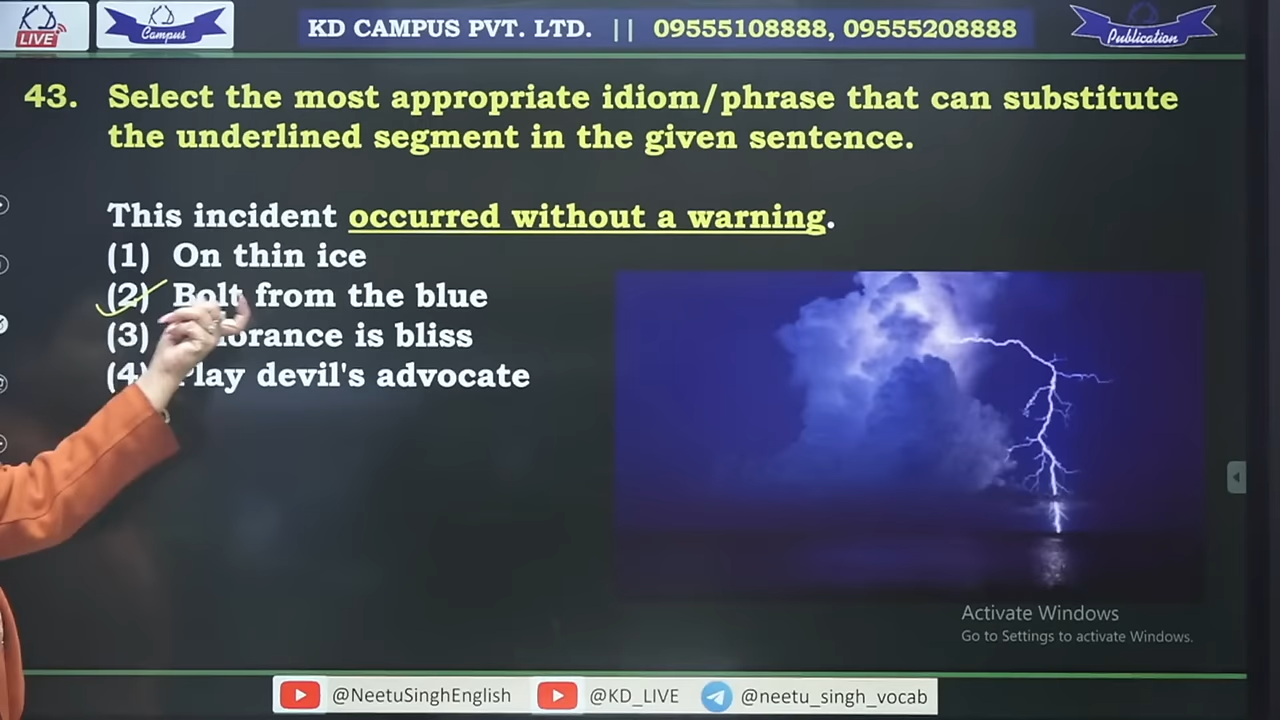 KD
LIVE
KD
Campus
KD CAMPUS PVT. LTD. || 09555108888, 09555208888
Publication
43. Select the most appropriate idiom/phrase that can substitute
the underlined segment in the given sentence.
This incident occurred without a warning.
(1) On thin ice
(2) Bolt from the blue
(3) is bliss
(4) Play devil's advocate
Activate Windows
Go to Settings to activate Windows.
@NeetuSinghEnglish @KD_LIVE @neetu_singh_vocab